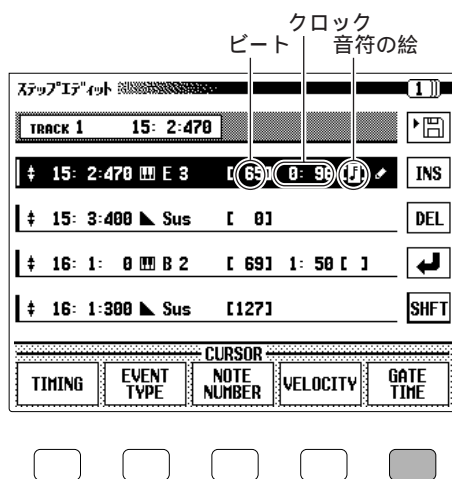 クロック
ビート 音符の絵
ステップエディット 1
TRACK 1 15: 2:470
15: 2:470 E 3 [ 65] 0: 96 [♪] INS
15: 3:400 Sus [ 0] DEL
16: 1: 0 B 2 [ 69] 1: 50 [ ]
16: 1:300 Sus [127] SHFT
CURSOR
TIMING EVENT TYPE NOTE NUMBER VELOCITY GATE TIME